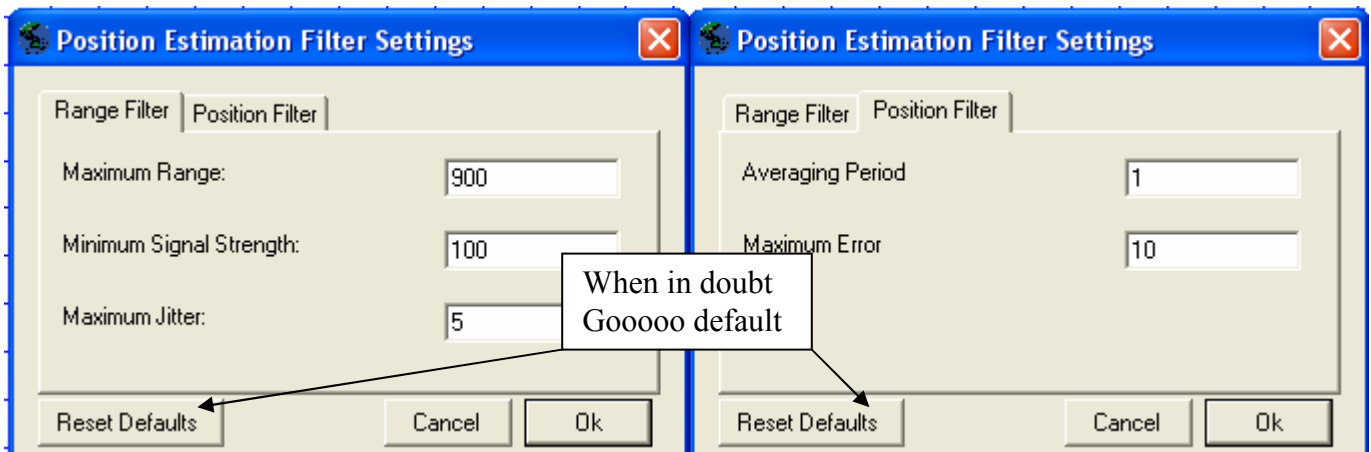 Position Estimation Filter Settings
Range Filter Position Filter
Maximum Range: 900
Minimum Signal Strength: 100
Maximum Jitter: 5
Reset Defaults Cancel Ok
Position Estimation Filter Settings
Range Filter Position Filter
Averaging Period 1
Maximum Error 10
Reset Defaults Cancel Ok
When in doubt
Gooooo default